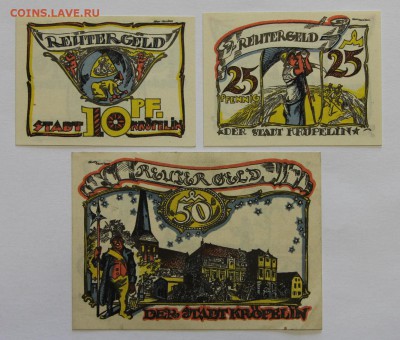 COINS.LAVE.RU
REUTERGELD
10 PF.
STADT KRÖPELIN
REUTERGELD
25 25
PFENNIG
DER STADT KRÖPELIN
REUTERGELD
50
DER STADT KRÖPELIN